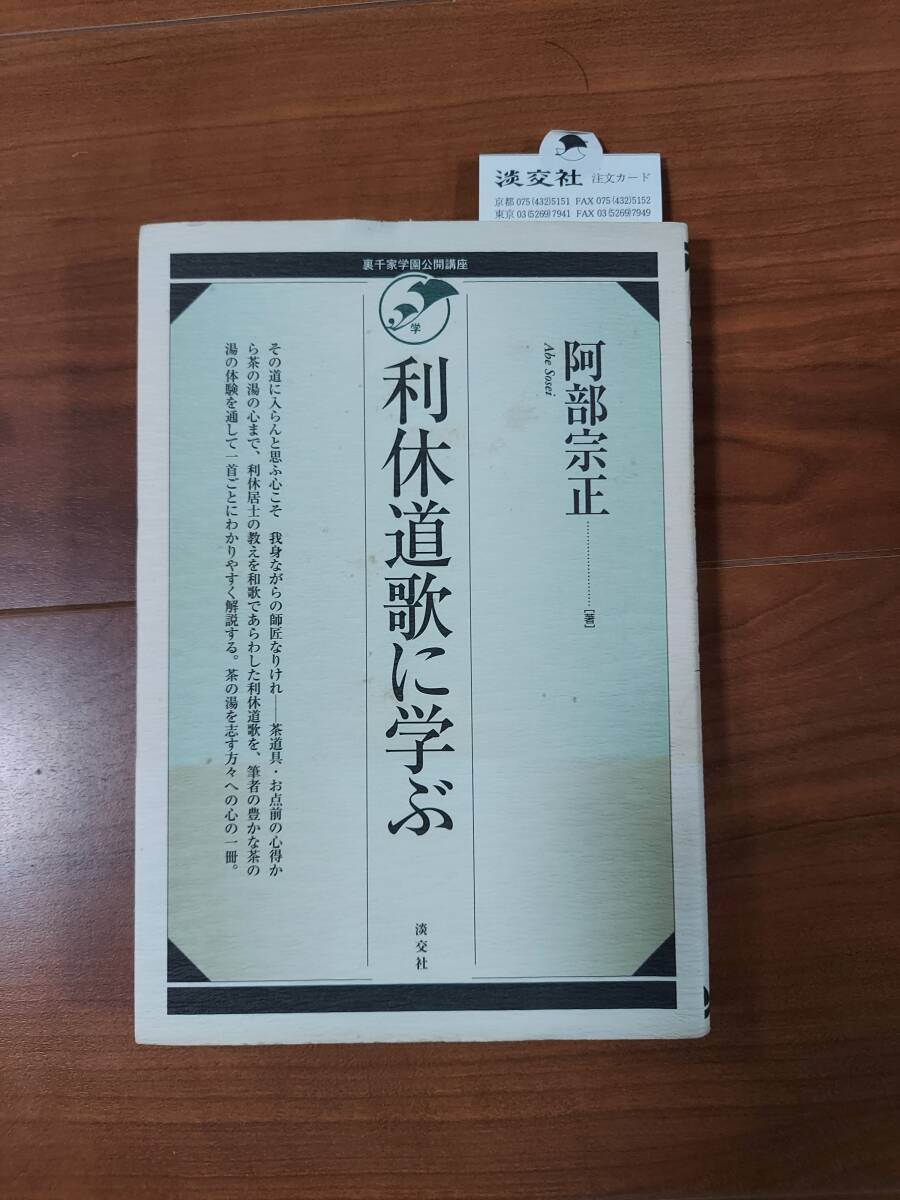 淡交社 注文カード
京都 075(432)5151 FAX 075(432)5152
東京 03(5269)7941 FAX 03(5269)7949
裏千家学園公開講座
学
阿部宗正[著]
Abe Sosei
利休道歌に学ぶ
その道に入らんと思ふ心こそ 我身ながらの師匠なりけれ――茶道具・お点前の心得か
ら茶の湯の心まで、利休居士の教えを和歌であらわした利休道歌を、筆者の豊かな茶の
湯の体験を通して一首ごとにわかりやすく解説する。茶の湯を志す方々への心の一冊。
淡交社